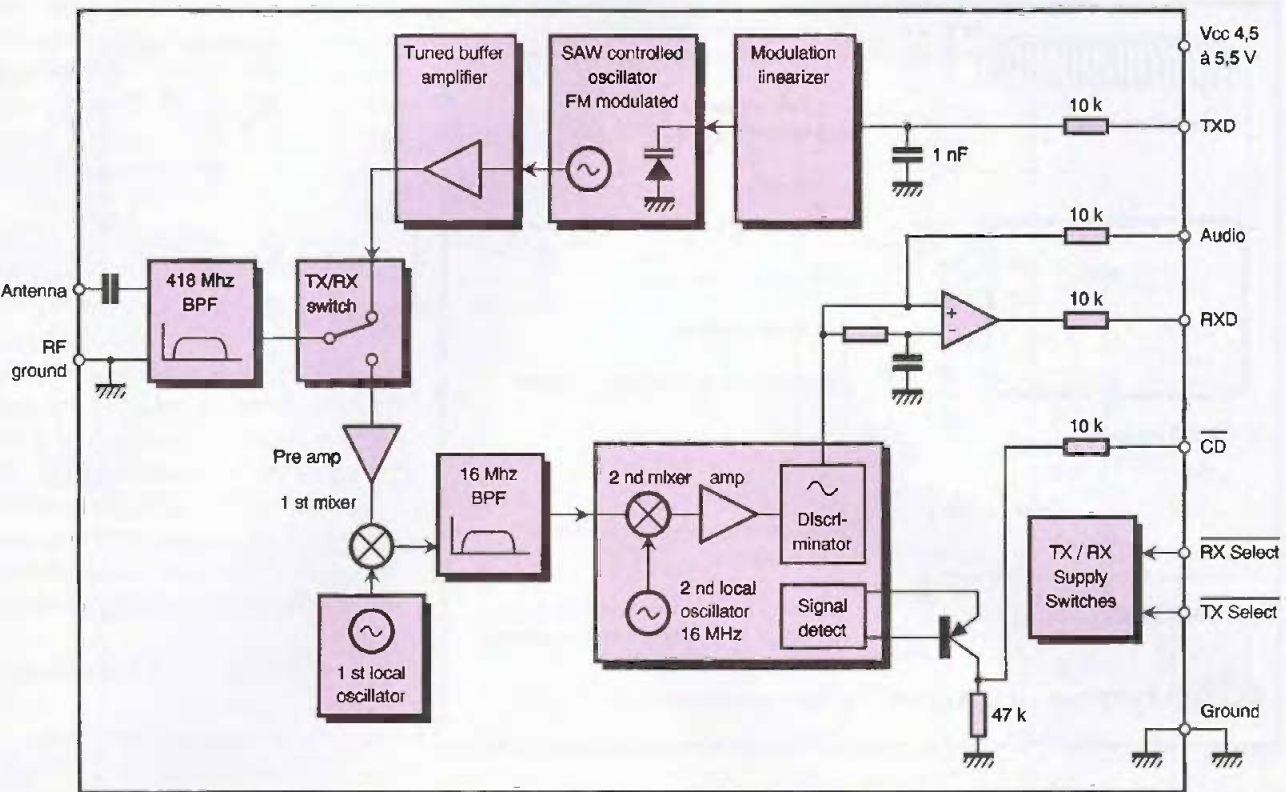 Vcc 4,5
à 5,5 V
Tuned buffer
amplifier
SAW controlled
oscillator
FM modulated
Modulation
linearizer
10 k
TXD
1 nF
10 k
Audio
Antenna
418 Mhz
BPF
TX/RX
switch
+
-
10 k
RXD
RF
ground
10 k
CD
Pre amp
1 st mixer
16 Mhz
BPF
2 nd mixer
amp
Discri-
minator
2 nd local
oscillator
16 MHz
Signal
detect
TX / RX
Supply
Switches
RX Select
TX Select
1 st local
oscillator
47 k
Ground